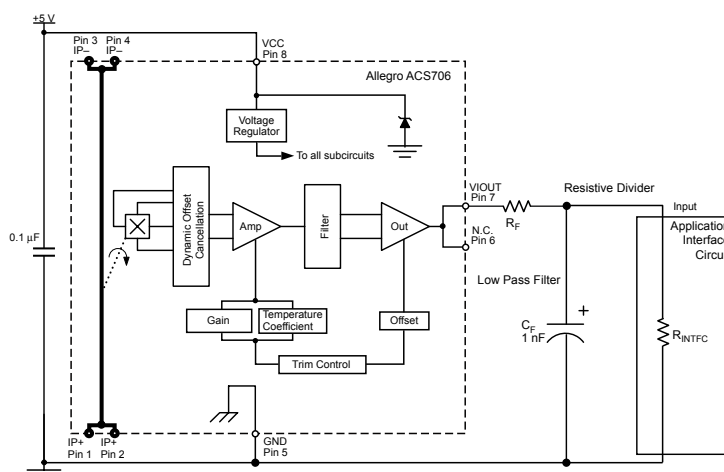 +5 V
Pin 3 Pin 4
IP– IP–
VCC
Pin 8
Allegro ACS706
Voltage
Regulator
To all subcircuits
0.1 µF
Dynamic Offset
Cancellation
Amp
Filter
Out
VIOUT
Pin 7
N.C.
Pin 6
RF
Resistive Divider
Input
Application
Interface
Circui
Low Pass Filter
CF
1 nF
RINTFC
Gain
Temperature
Coefficient
Offset
Trim Control
IP+ IP+
Pin 1 Pin 2
GND
Pin 5